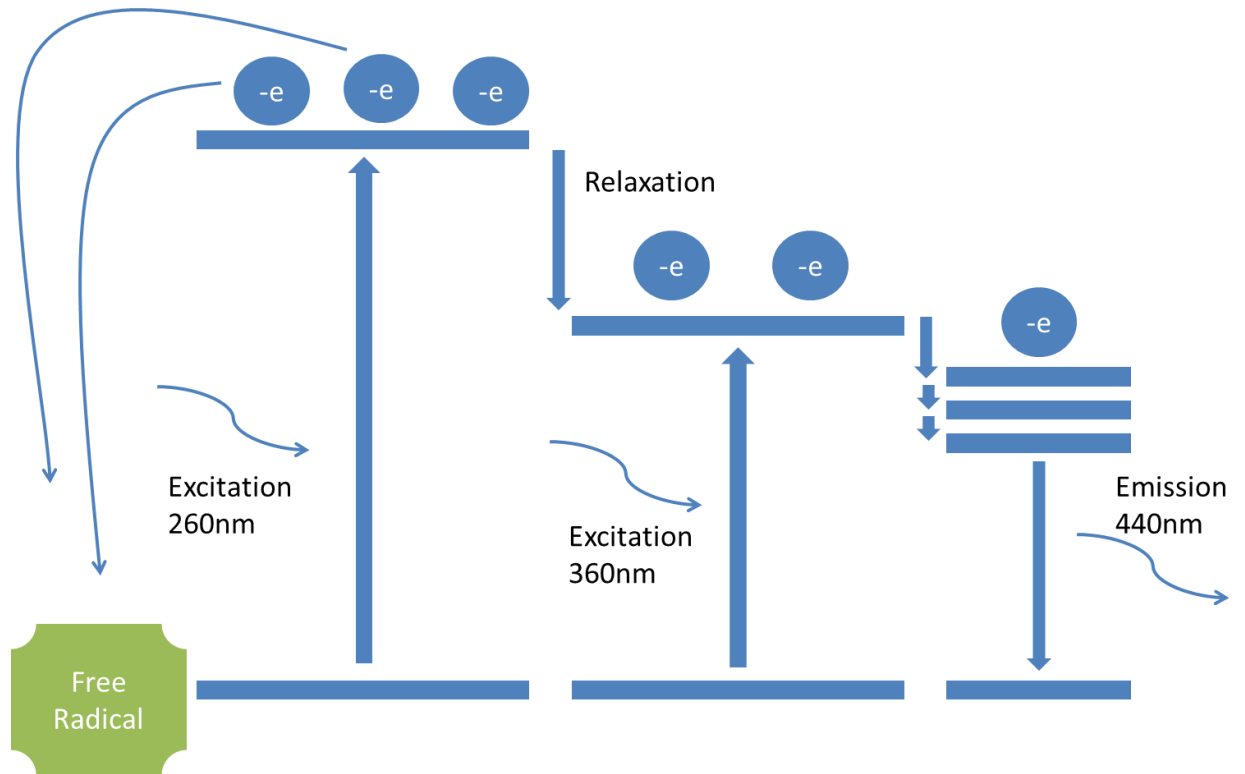 -e
-e
-e
Relaxation
-e
-e
-e
Excitation
260nm
Excitation
360nm
Emission
440nm
Free
Radical